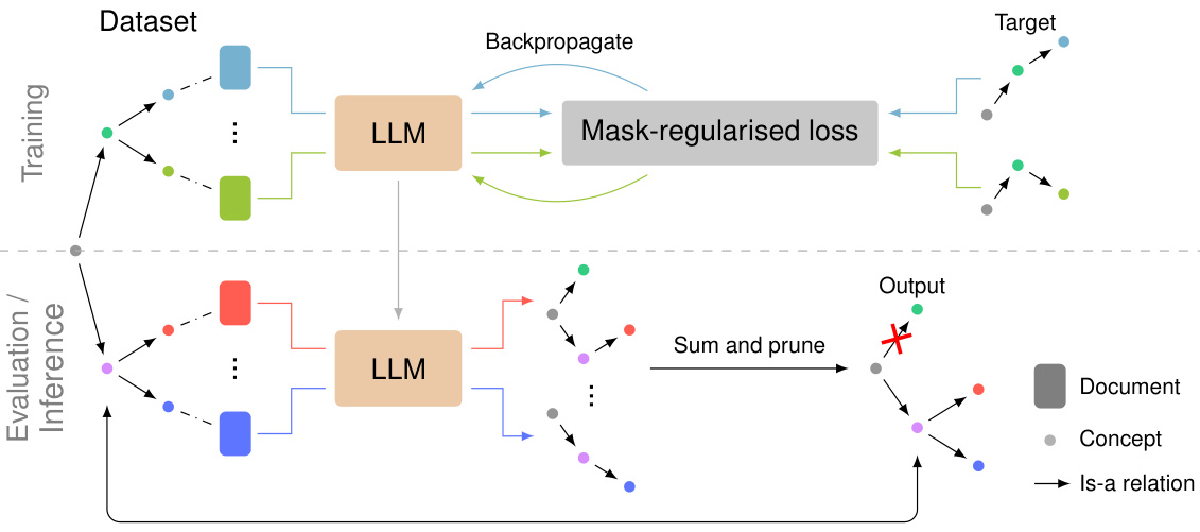 Dataset
Target
Backpropagate
Training
LLM
Mask-regularised loss
...
Evaluation /
Inference
LLM
...
...
Sum and prune
Output
Document
Concept
Is-a relation